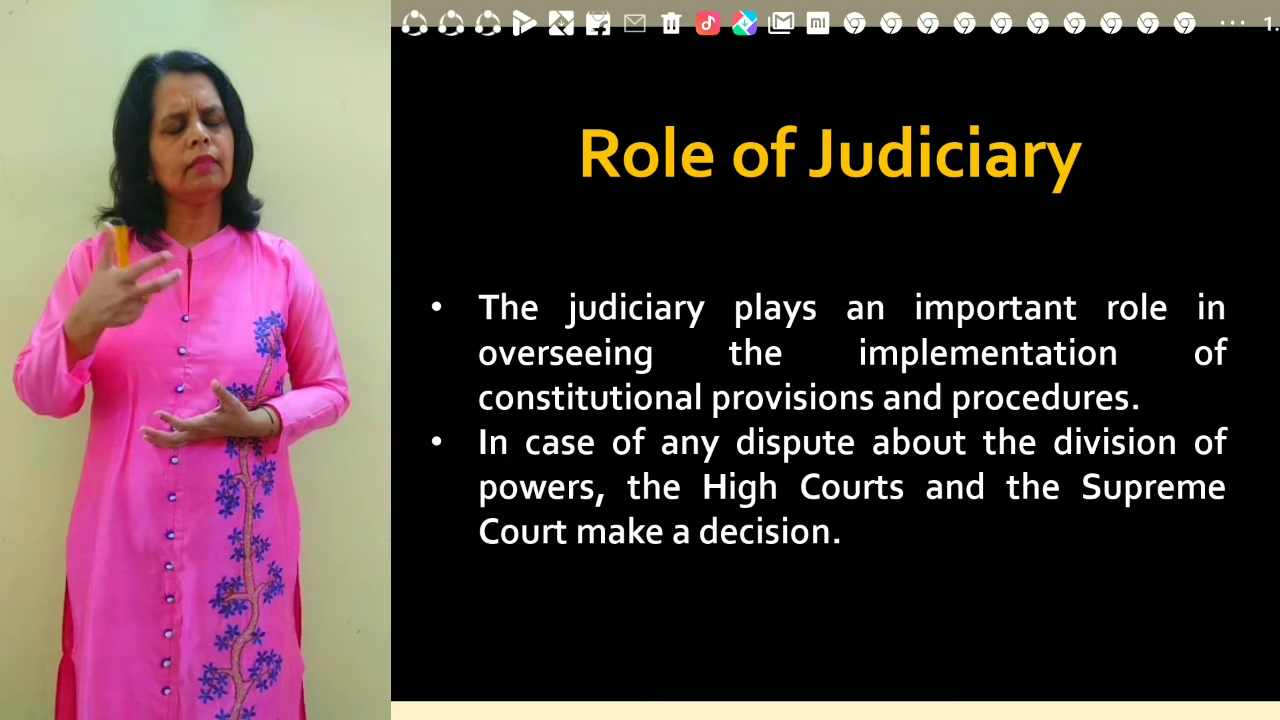 1.
Role of Judiciary
• The judiciary plays an important role in
overseeing the implementation of
constitutional provisions and procedures.
• In case of any dispute about the division of
powers, the High Courts and the Supreme
Court make a decision.